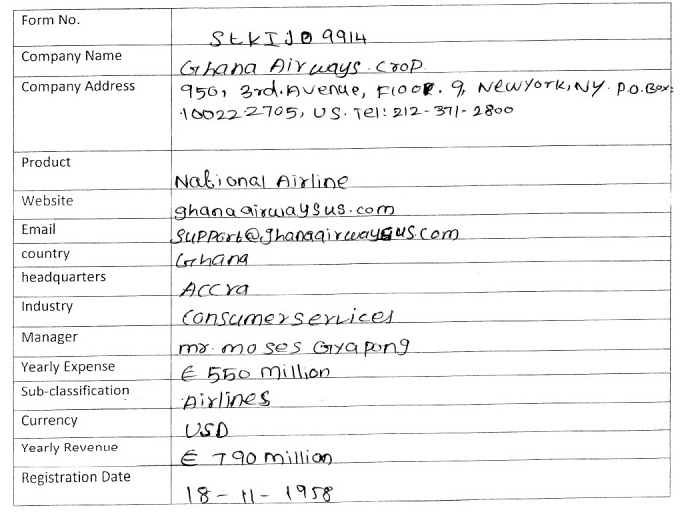 Form No. StkIJ09914
Company Name Ghana Airways. Crop.
Company Address 950, 3rd. Avenue, Floor. 9, Newyork, NY. P.O.Box:
10022-2705, US. Tel: 212-371-2800
Product National Airline
Website ghanaairwaysus.com
Email support@ghanaairwaysus.com
country Ghana
headquarters Accra
Industry Consumer services
Manager mr. moses Gyapong
Yearly Expense € 550 million
Sub-classification Airlines
Currency USD
Yearly Revenue € 790 million
Registration Date 18-11-1958